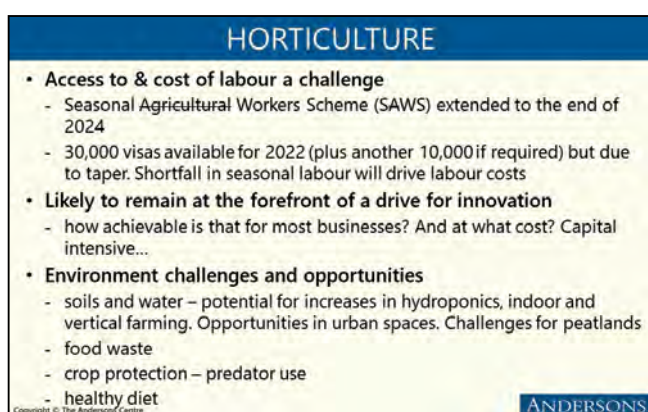 HORTICULTURE
• Access to & cost of labour a challenge
- Seasonal Agricultural Workers Scheme (SAWS) extended to the end of
2024
- 30,000 visas available for 2022 (plus another 10,000 if required) but due
to taper. Shortfall in seasonal labour will drive labour costs
• Likely to remain at the forefront of a drive for innovation
- how achievable is that for most businesses? And at what cost? Capital
intensive...
• Environment challenges and opportunities
- soils and water – potential for increases in hydroponics, indoor and
vertical farming. Opportunities in urban spaces. Challenges for peatlands
- food waste
- crop protection – predator use
- healthy diet
Copyright © The Andersons Centre
ANDERSONS